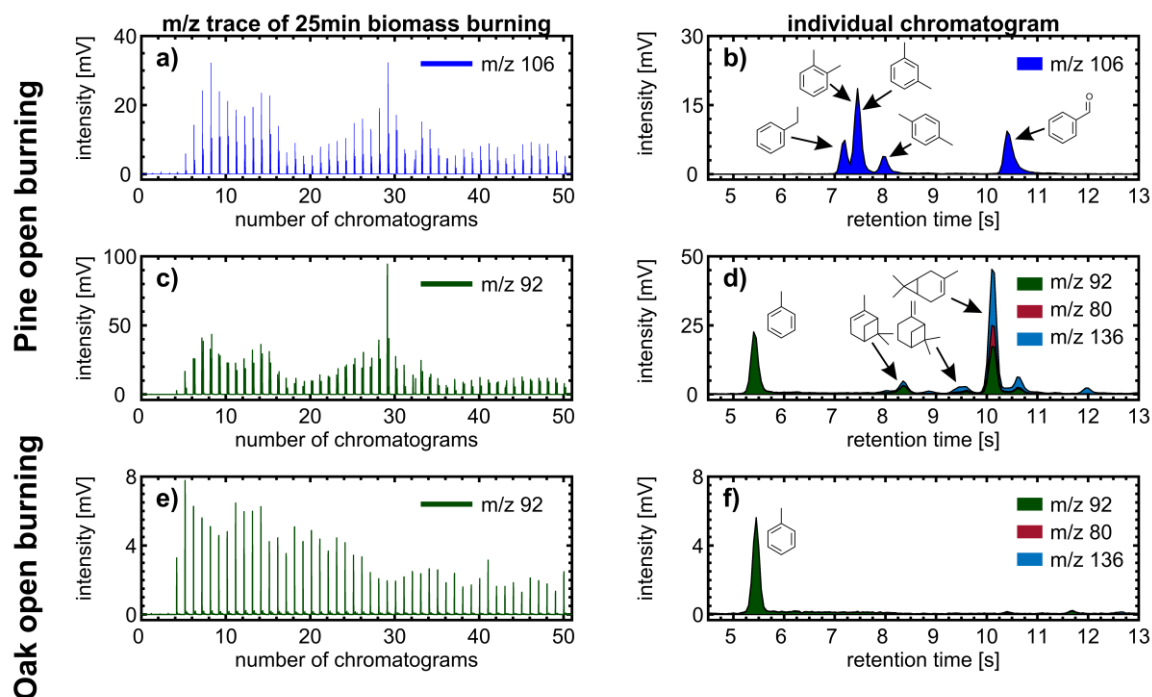 m/z trace of 25min biomass burning
individual chromatogram
Pine open burning
Oak open burning
a)
m/z 106
intensity [mV]
40
20
0
0 10 20 30 40 50
number of chromatograms
b)
m/z 106
O
intensity [mV]
30
15
0
5 6 7 8 9 10 11 12 13
retention time [s]
c)
m/z 92
intensity [mV]
100
50
0
0 10 20 30 40 50
number of chromatograms
d)
m/z 92
m/z 80
m/z 136
intensity [mV]
50
25
0
5 6 7 8 9 10 11 12 13
retention time [s]
e)
m/z 92
intensity [mV]
8
4
0
0 10 20 30 40 50
number of chromatograms
f)
m/z 92
m/z 80
m/z 136
intensity [mV]
8
4
0
5 6 7 8 9 10 11 12 13
retention time [s]